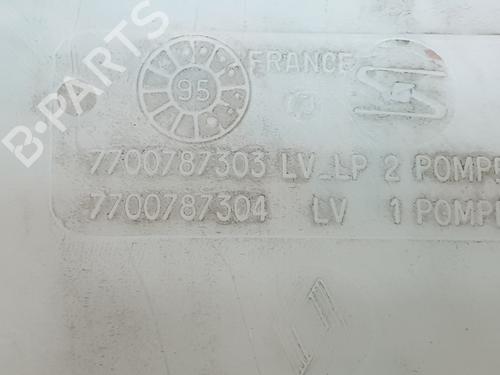 B-PARTS
95
FRANCE
7700787303 LV_LP 2 POMPE
7700787304 LV 1 POMPE